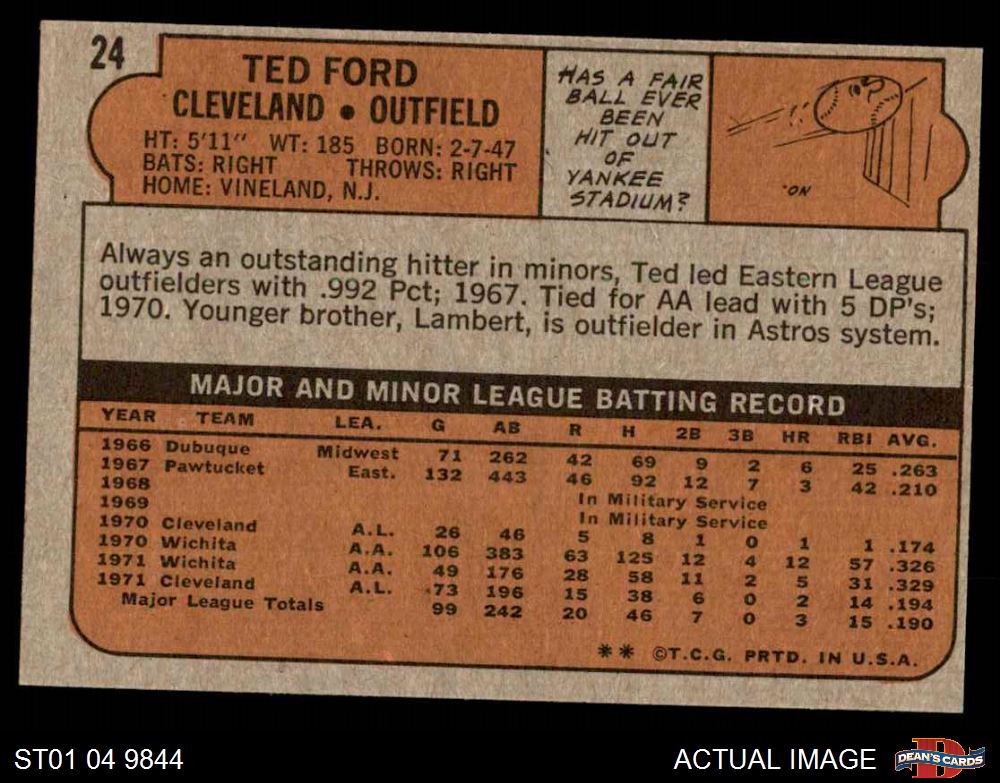 24
TED FORD
CLEVELAND • OUTFIELD
HT: 5'11" WT: 185 BORN: 2-7-47
BATS: RIGHT THROWS: RIGHT
HOME: VINELAND, N.J.
HAS A FAIR
BALL EVER
BEEN
HIT OUT
OF
YANKEE
STADIUM?
ON
Always an outstanding hitter in minors, Ted led Eastern League
outfielders with .992 Pct; 1967. Tied for AA lead with 5 DP's;
1970. Younger brother, Lambert, is outfielder in Astros system.
MAJOR AND MINOR LEAGUE BATTING RECORD
YEAR TEAM LEA. G AB R H 2B 3B HR RBI AVG.
1966 Dubuque Midwest 71 262 42 69 9 2 6 25 .263
1967 Pawtucket East. 132 443 46 92 12 7 3 42 .210
1968 In Military Service
1969 In Military Service
1970 Cleveland A.L. 26 46 5 8 1 0 1 1 .174
1970 Wichita A.A. 106 383 63 125 12 4 12 57 .326
1971 Wichita A.A. 49 176 28 58 11 2 5 31 .329
1971 Cleveland A.L. 73 196 15 38 6 0 2 14 .194
Major League Totals 99 242 20 46 7 0 3 15 .190
** ©T.C.G. PRTD. IN U.S.A.
ST01 04 9844
ACTUAL IMAGE
DEAN'S CARDS